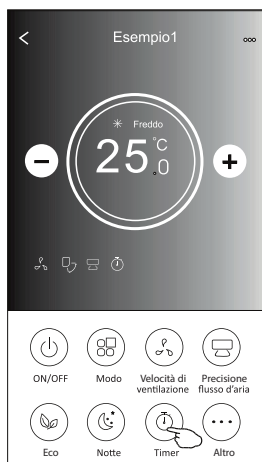 Esempio1
Freddo
25.0°C
ON/OFF
Modo
Velocità di
ventilazione
Precisione
flusso d'aria
Eco
Notte
Timer
Altro